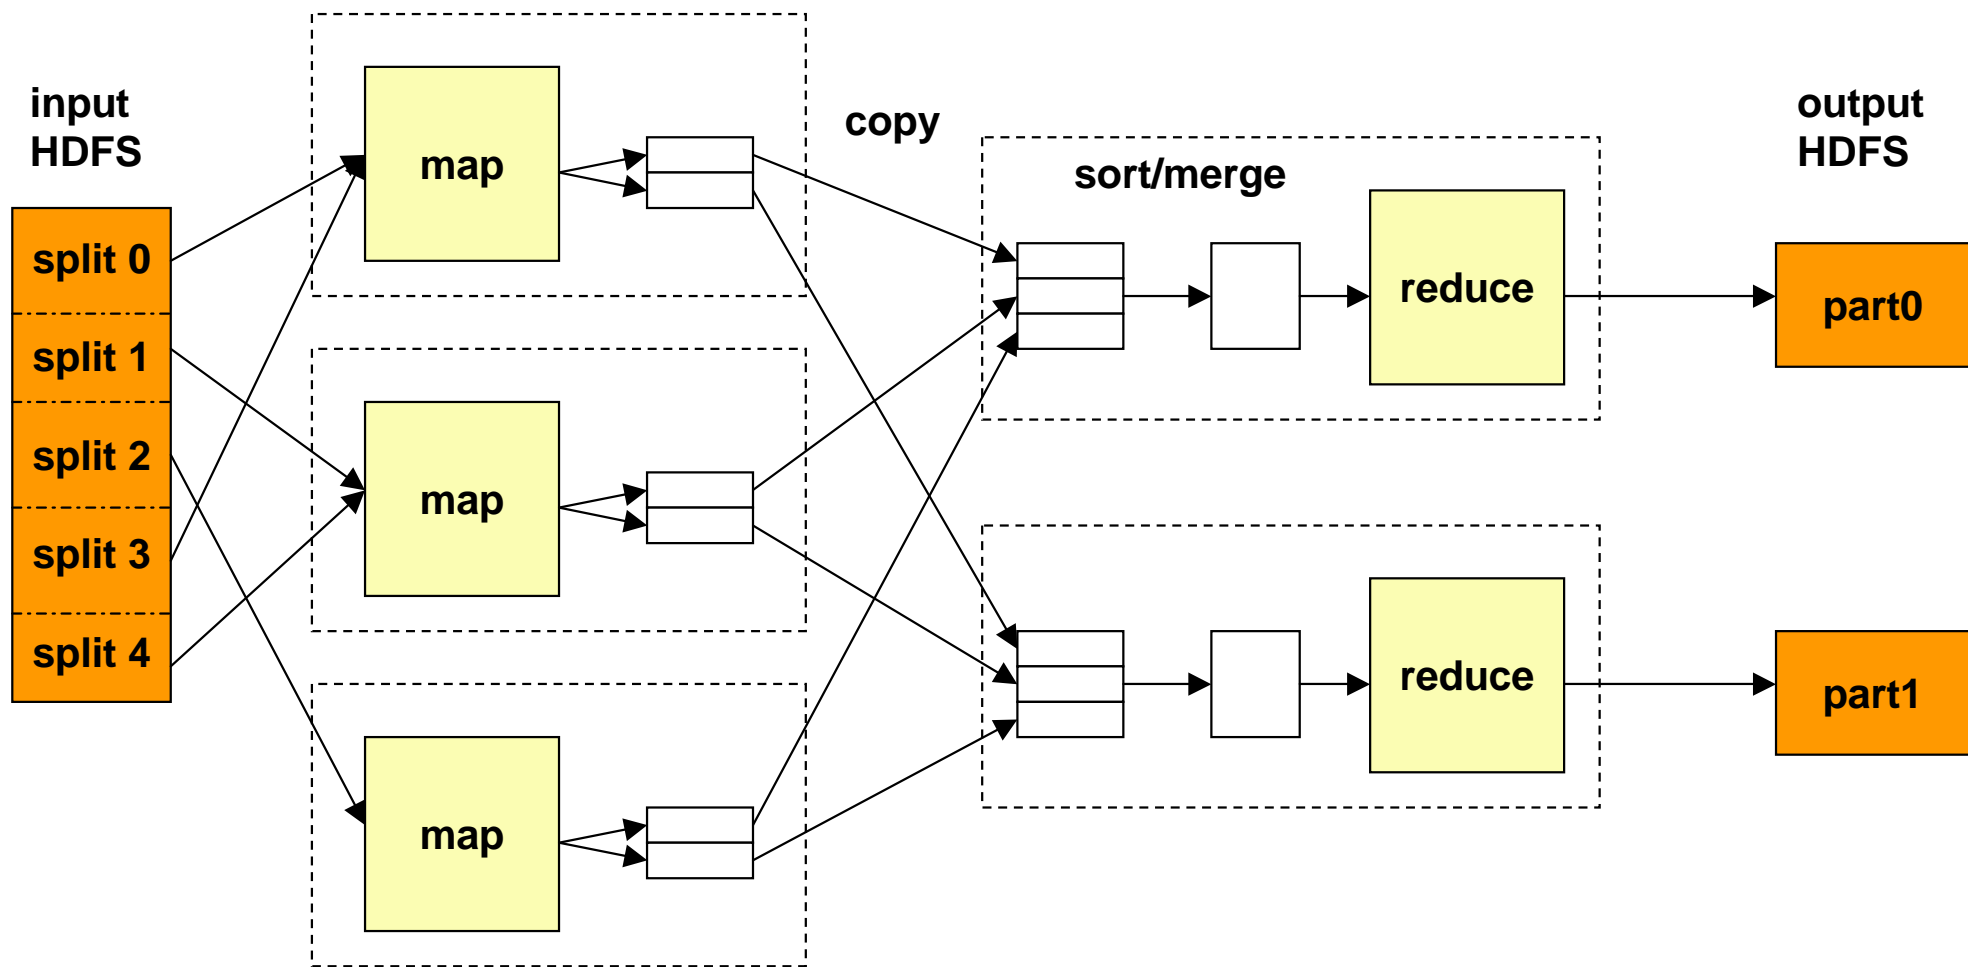 input
HDFS
split 0
split 1
split 2
split 3
split 4
map
map
map
copy
sort/merge
reduce
reduce
output
HDFS
part0
part1